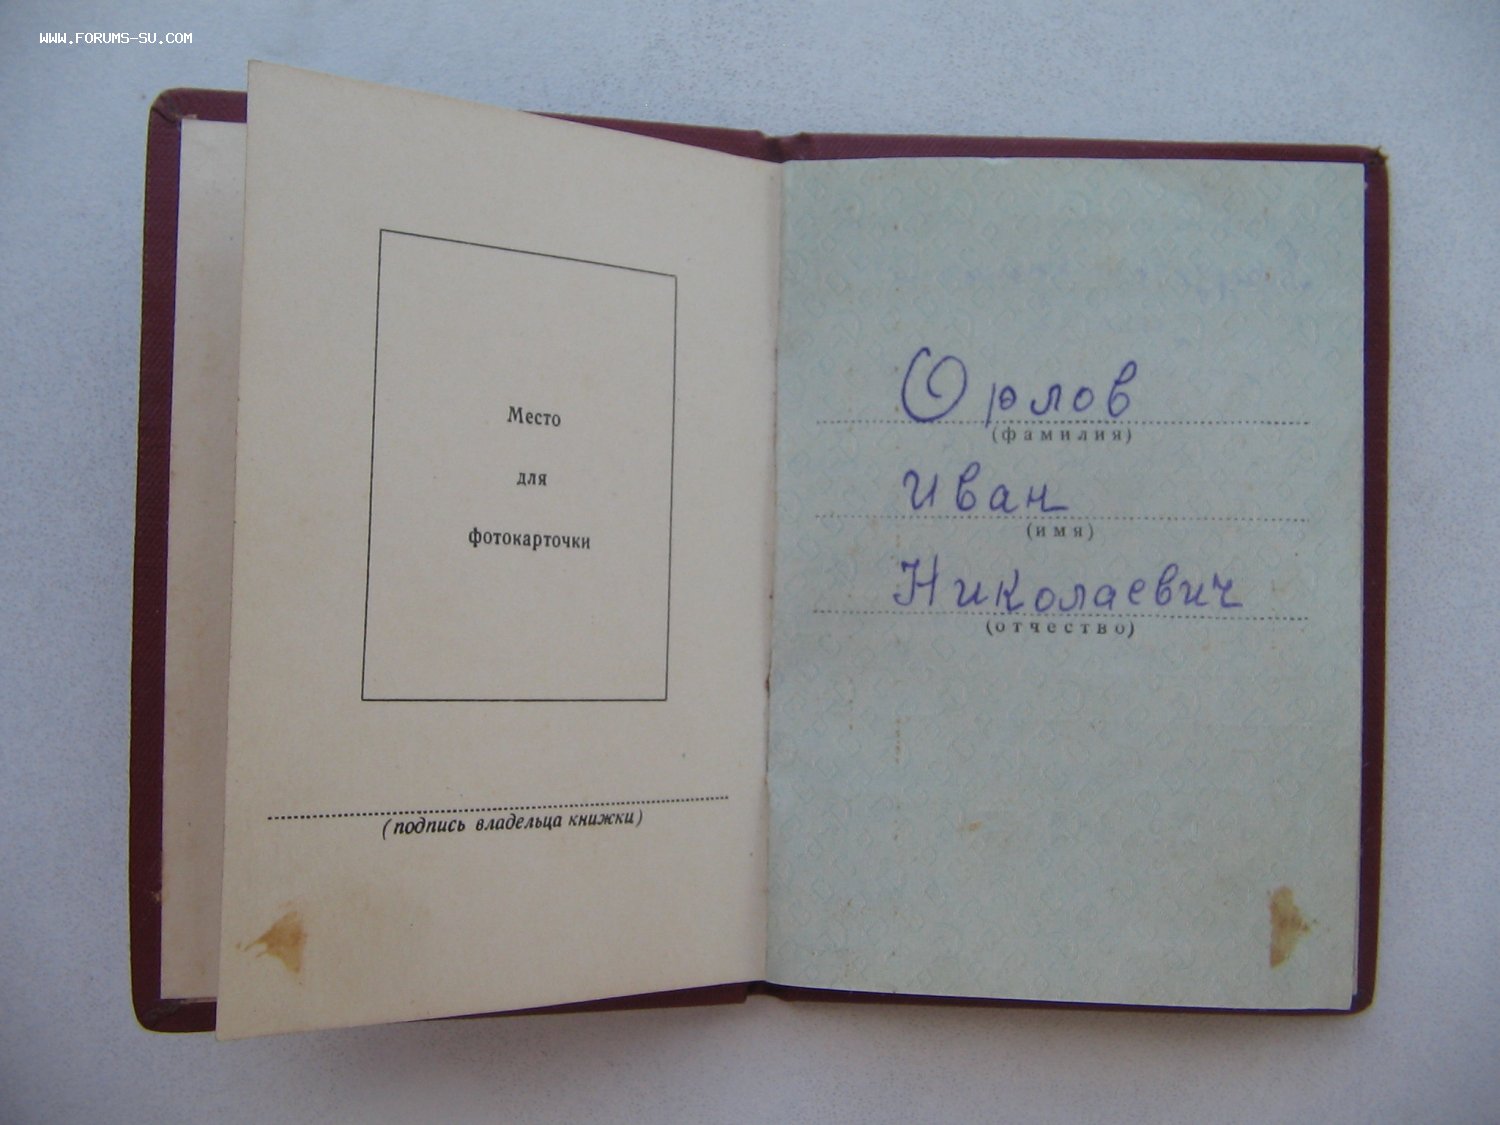 WWW.FORUMS-SU.COM
Место
для
фотокарточки
(подпись владельца книжки)
Орлов
(фамилия)
Иван
(имя)
Николаевич
(отчество)